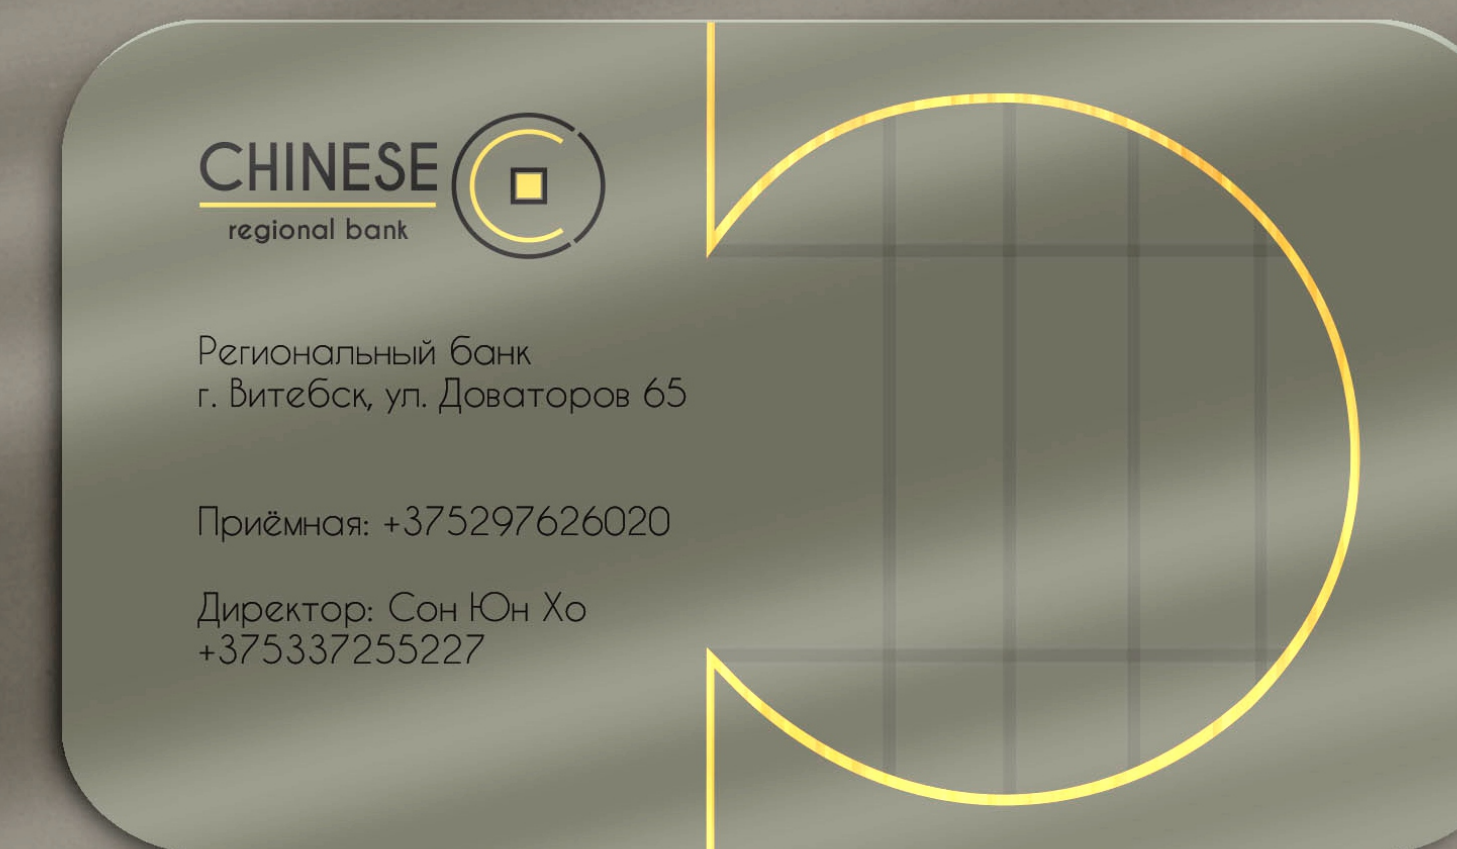 CHINESE
regional bank
Региональный банк
г. Витебск, ул. Доваторов 65
Приёмная: +375297626020
Директор: Сон Юн Хо
+375337255227